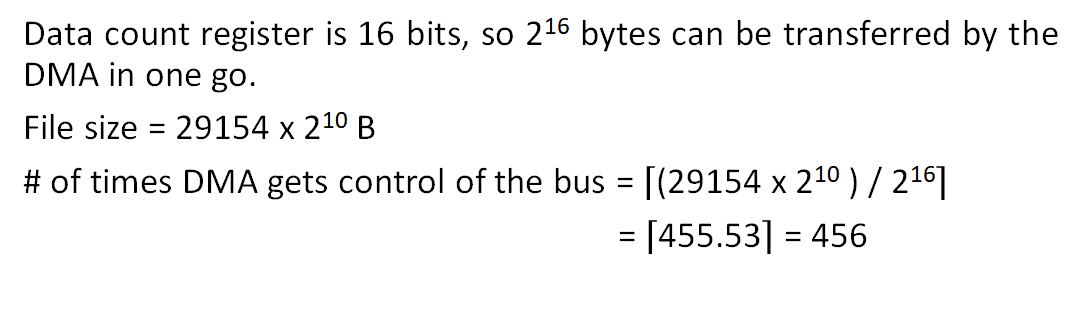 Data count register is 16 bits, so 2¹⁶ bytes can be transferred by the
DMA in one go.
File size = 29154 x 2¹⁰ B
# of times DMA gets control of the bus = ⌈(29154 x 2¹⁰ ) / 2¹⁶⌉
= ⌈455.53⌉ = 456